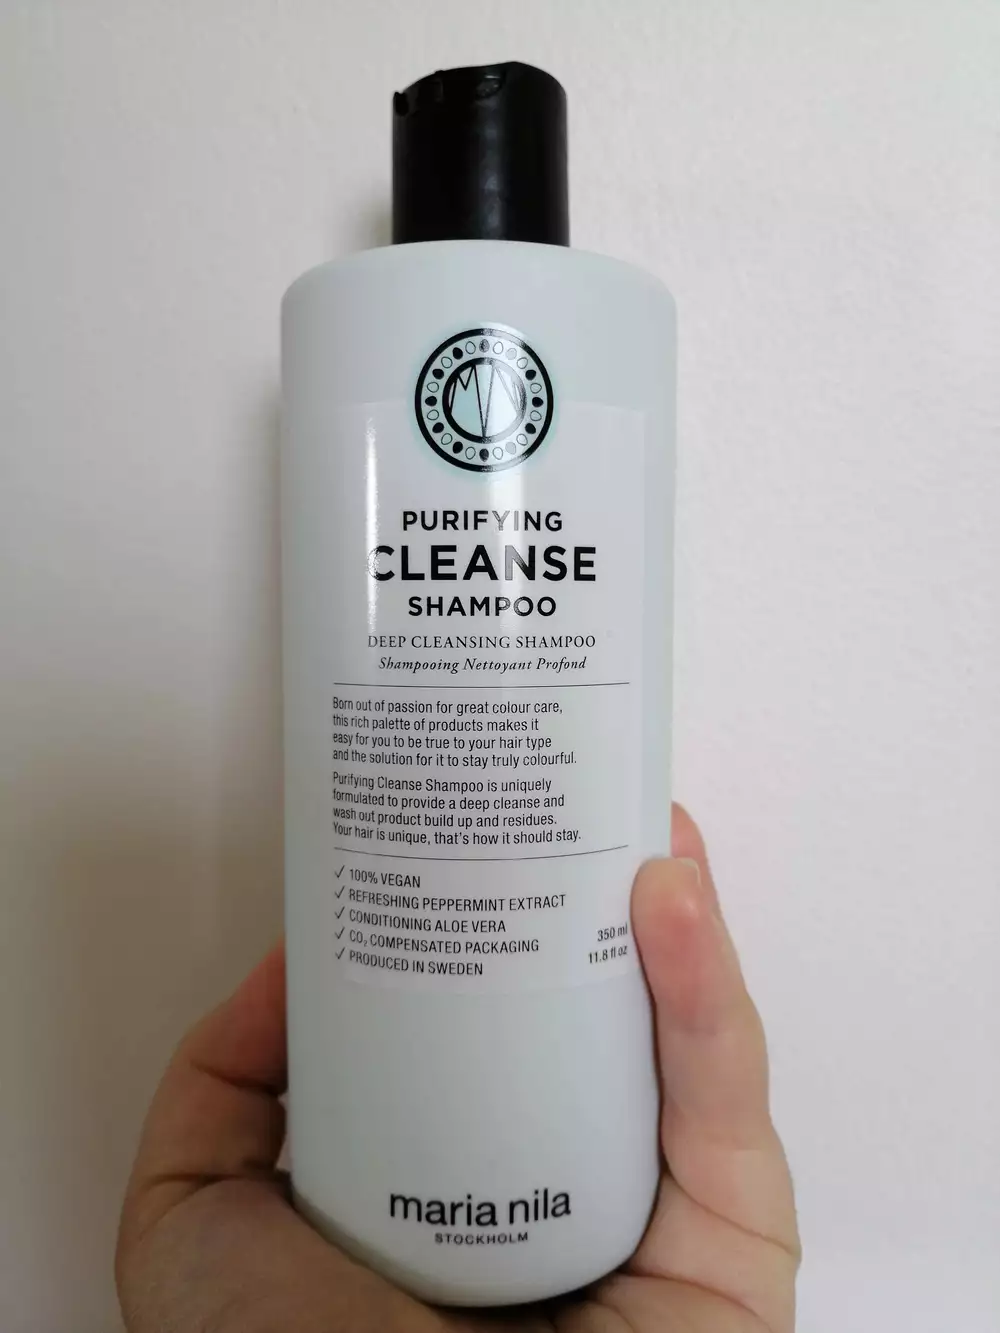 MN
PURIFYING
CLEANSE
SHAMPOO
DEEP CLEANSING SHAMPOO
Shampooing Nettoyant Profond
Born out of passion for great colour care,
this rich palette of products makes it
easy for you to be true to your hair type
and the solution for it to stay truly colourful.
Purifying Cleanse Shampoo is uniquely
formulated to provide a deep cleanse and
wash out product build up and residues.
Your hair is unique, that's how it should stay.
✓ 100% VEGAN
✓ REFRESHING PEPPERMINT EXTRACT
✓ CONDITIONING ALOE VERA
✓ CO₂ COMPENSATED PACKAGING
✓ PRODUCED IN SWEDEN
350 ml
11.8 fl oz
maria nila
STOCKHOLM